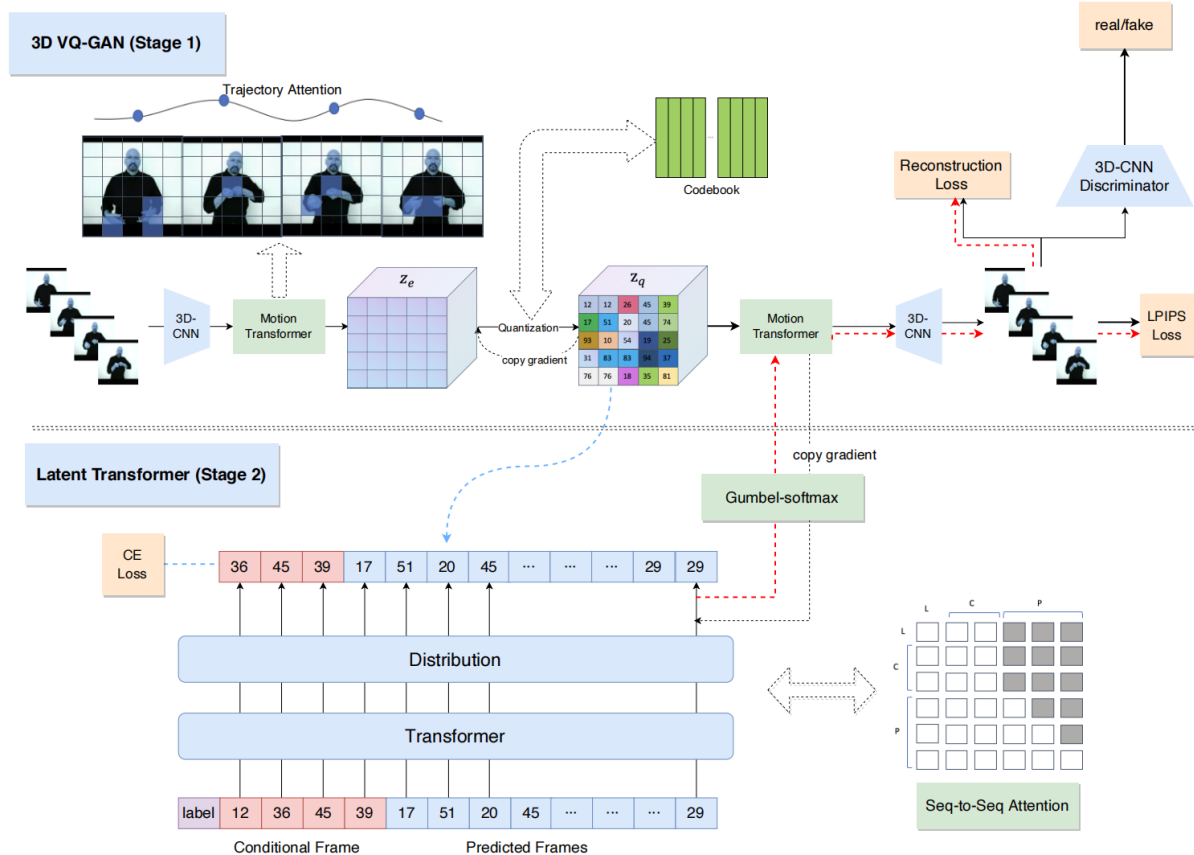 real/fake
3D VQ-GAN (Stage 1)
Trajectory Attention
Codebook
Reconstruction
Loss
3D-CNN
Discriminator
3D-
CNN
Motion
Transformer
Z_e
Quantization
copy gradient
Z_q
12 12 26 45 39
17 51 20 45 74
93 10 54 19 25
31 83 83 94 37
76 76 18 35 81
Motion
Transformer
3D-
CNN
LPIPS
Loss
Latent Transformer (Stage 2)
copy gradient
Gumbel-softmax
CE
Loss
36 45 39 17 51 20 45 ... ... ... 29 29
Distribution
Transformer
label 12 36 45 39 17 51 20 45 ... ... ... 29
Conditional Frame
Predicted Frames
L C P
L
C
P
Seq-to-Seq Attention